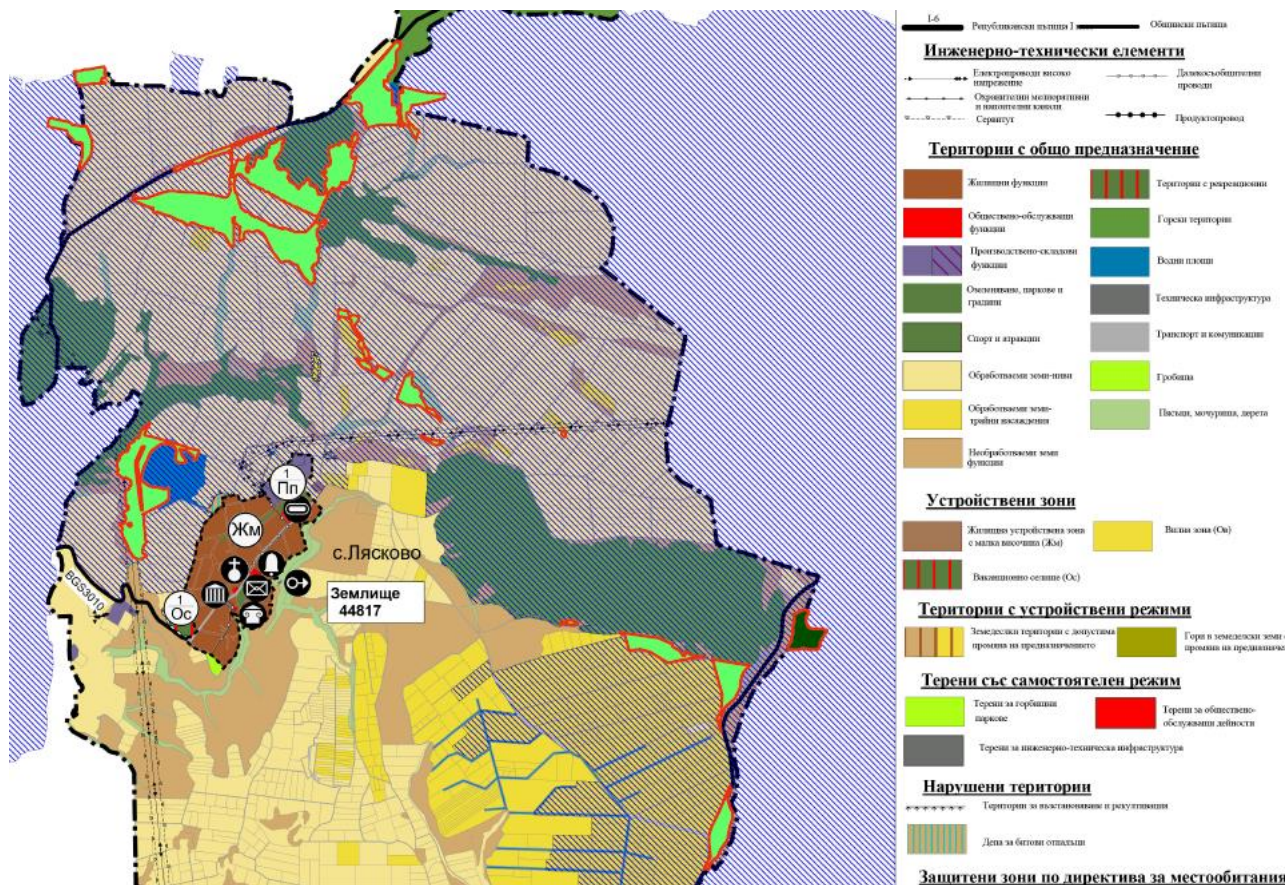 1
Пп
Жм
с.Лясково
BGS3010
1
Ос
Землище
44817
I-6
Републикански пътища I
Общински пътища
Инженерно-технически елементи
Електропроводи високо
напрежение
Далекосъобщителни
проводи
Охранителни мелиоративни
и напоителни канали
Сервитут
Продуктопровод
Територии с общо предназначение
Жилищни функции
Територии с рекреационни
Обществено-обслужващи
функции
Горски територии
Производствено-складови
функции
Водни площи
Озеленяване, паркове и
градини
Техническа инфраструктура
Спорт и атракции
Транспорт и комуникации
Обработваеми земи-ниви
Гробища
Обработваеми земи-
трайни насаждения
Пясъци, мочурища, дерета
Необработваеми земи
функции
Устройствени зони
Жилищно устройствена зона
с малка височина (Жм)
Вилна зона (Ов)
Ваканционно селище (Ос)
Територии с устройствени режими
Земеделски територии с допустима
промяна на предназначението
Гори и земеделски земи с
промяна на предназначе
Терени със самостоятелен режим
Терени за горбищни
паркове
Терени за обществено-
обслужващи дейности
Терени за инженерно-техническа инфраструктура
Нарушени територии
Територии за възстановяване и рекултивация
Депа за битови отпадъци
Защитени зони по директива за местообитания